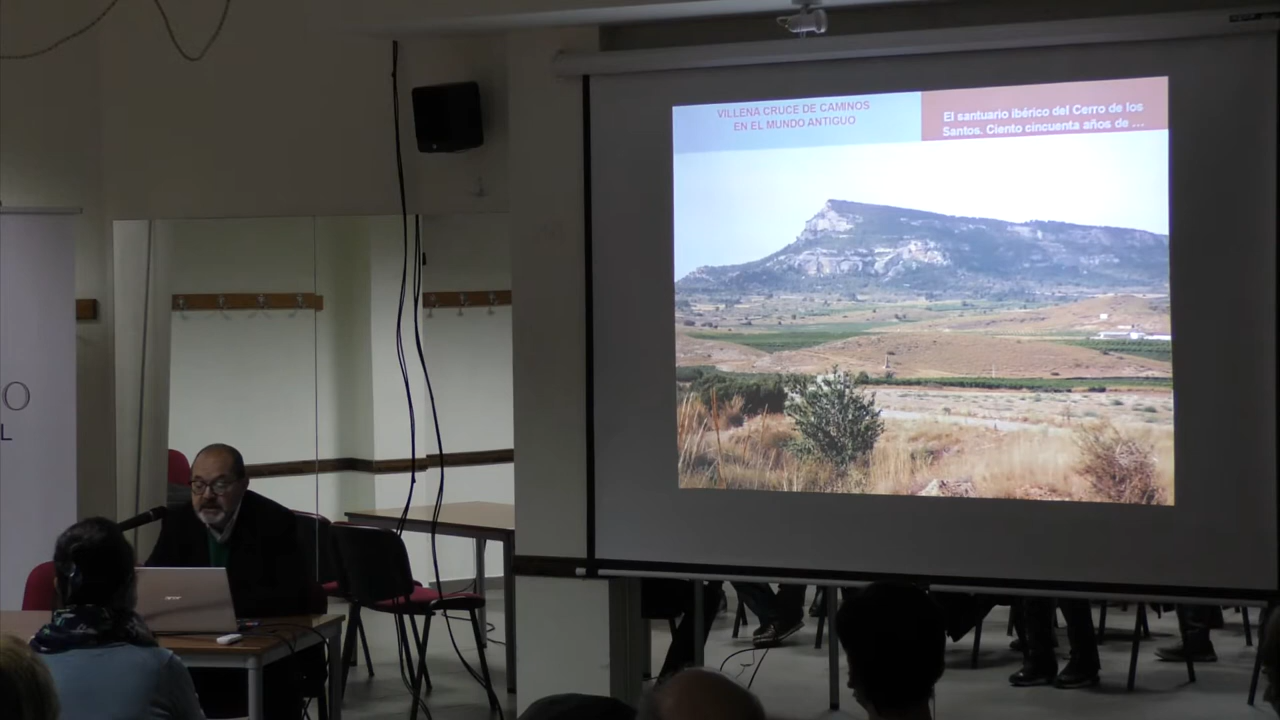 VILLENA CRUCE DE CAMINOS
EN EL MUNDO ANTIGUO
El santuario ibérico del Cerro de los
Santos. Ciento cincuenta años de ...
O
L
acer